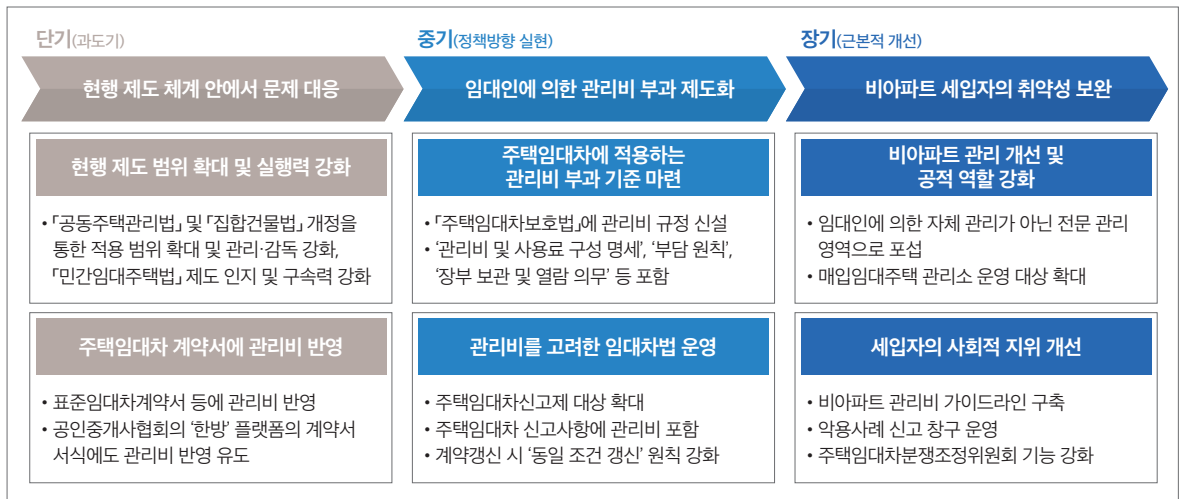 단기(과도기)
현행 제도 체계 안에서 문제 대응
현행 제도 범위 확대 및 실행력 강화
• 「공동주택관리법」 및 「집합건물법」 개정을
통한 적용 범위 확대 및 관리·감독 강화,
「민간임대주택법」 제도 인지 및 구속력 강화
주택임대차 계약서에 관리비 반영
• 표준임대차계약서 등에 관리비 반영
• 공인중개사협회의 ‘한방’ 플랫폼의 계약서
서식에도 관리비 반영 유도
중기(정책방향 실현)
임대인에 의한 관리비 부과 제도화
주택임대차에 적용하는
관리비 부과 기준 마련
• 「주택임대차보호법」에 관리비 규정 신설
• ‘관리비 및 사용료 구성 명세’, ‘부담 원칙’,
‘장부 보관 및 열람 의무’ 등 포함
관리비를 고려한 임대차법 운영
• 주택임대차신고제 대상 확대
• 주택임대차 신고사항에 관리비 포함
• 계약갱신 시 ‘동일 조건 갱신’ 원칙 강화
장기(근본적 개선)
비아파트 세입자의 취약성 보완
비아파트 관리 개선 및
공적 역할 강화
• 임대인에 의한 자체 관리가 아닌 전문 관리
영역으로 포섭
• 매입임대주택 관리소 운영 대상 확대
세입자의 사회적 지위 개선
• 비아파트 관리비 가이드라인 구축
• 악용사례 신고 창구 운영
• 주택임대차분쟁조정위원회 기능 강화